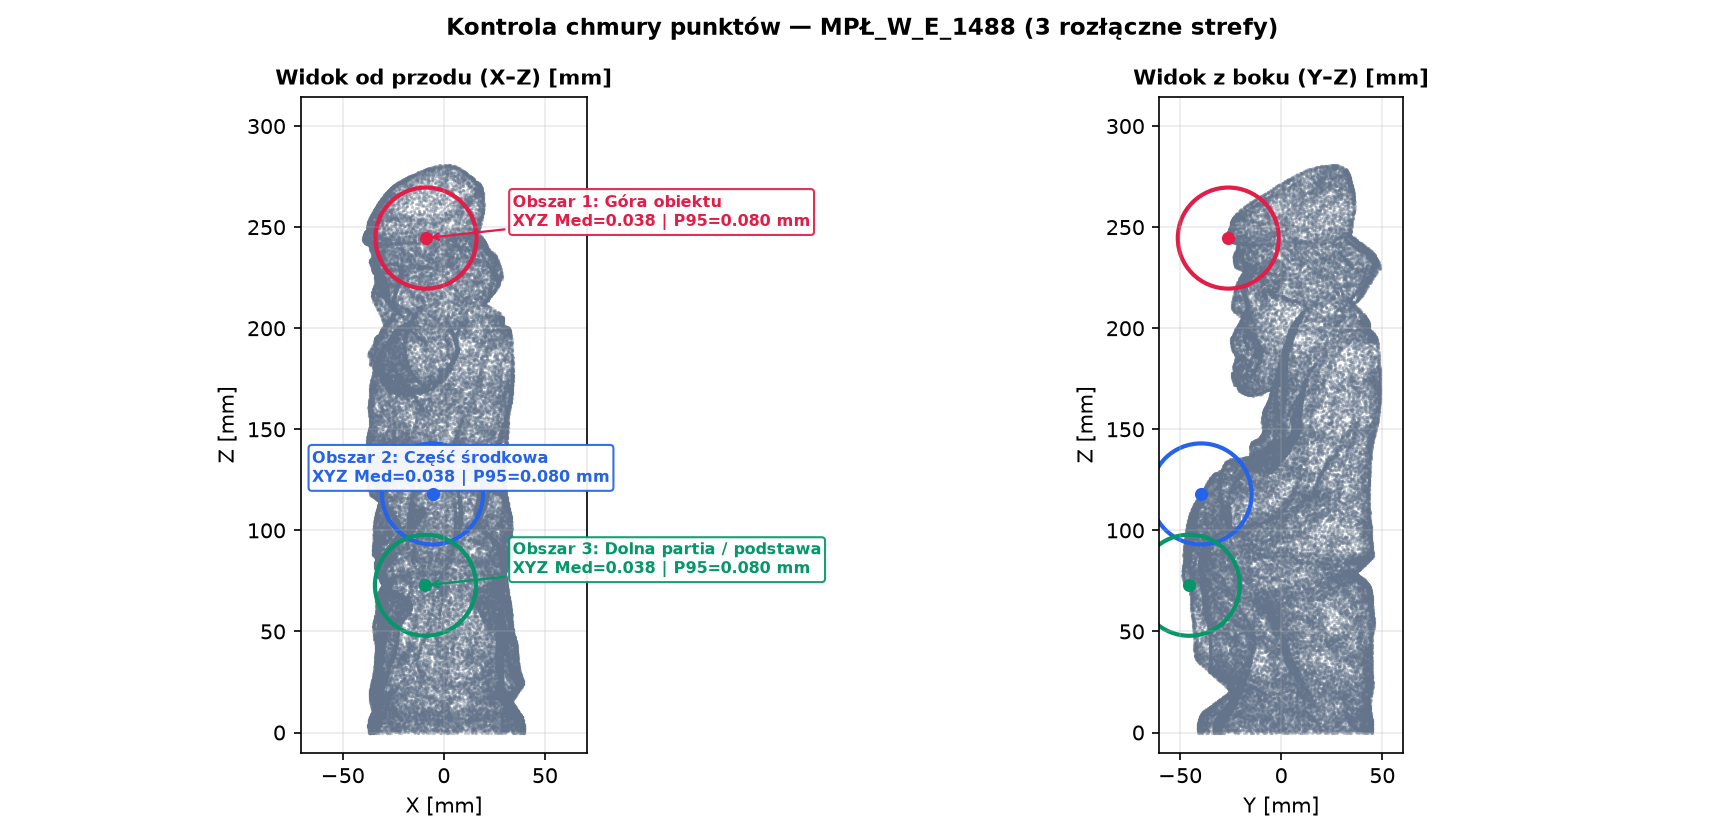 Kontrola chmury punktów — MPŁ_W_E_1488 (3 rozłączne strefy)
Widok od przodu (X–Z) [mm]
300
250
200
150
100
50
0
Z [mm]
−50 0 50
X [mm]
Obszar 1: Góra obiektu
XYZ Med=0.038 | P95=0.080 mm
Obszar 2: Część środkowa
XYZ Med=0.038 | P95=0.080 mm
Obszar 3: Dolna partia / podstawa
XYZ Med=0.038 | P95=0.080 mm
Widok z boku (Y–Z) [mm]
300
250
200
150
100
50
0
Z [mm]
−50 0 50
Y [mm]